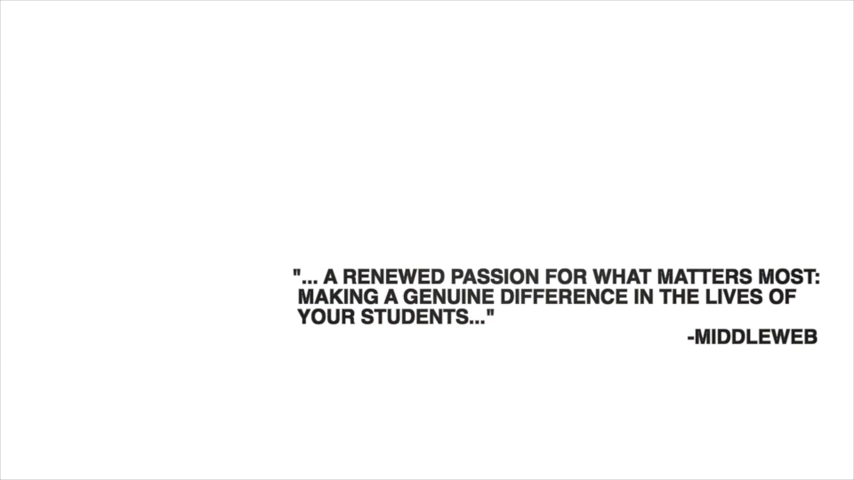 "... A RENEWED PASSION FOR WHAT MATTERS MOST:
MAKING A GENUINE DIFFERENCE IN THE LIVES OF
YOUR STUDENTS..."
-MIDDLEWEB